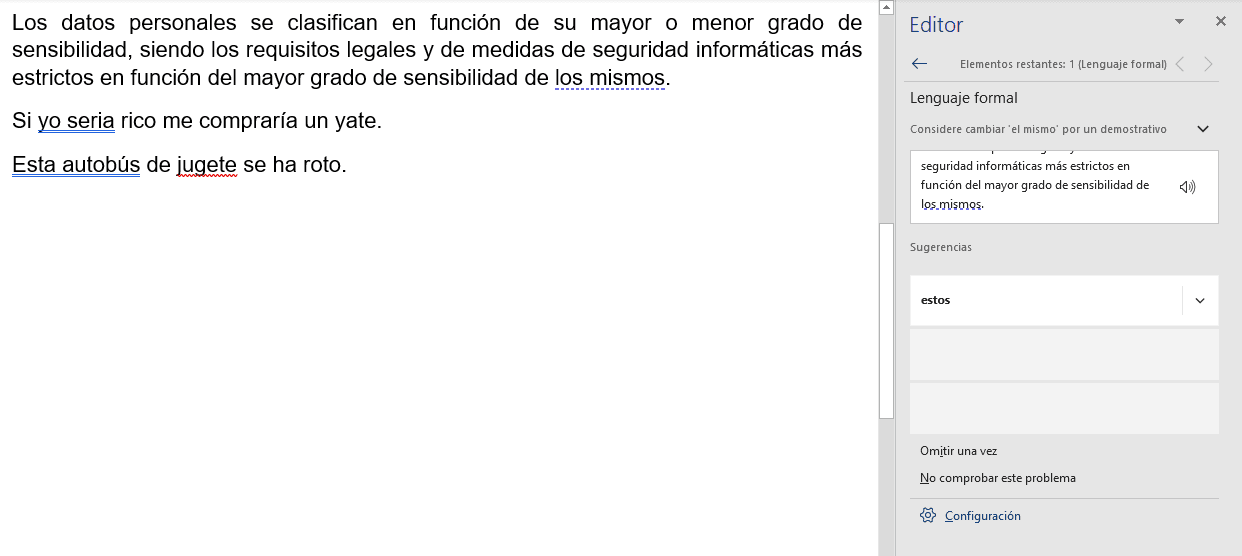 Los datos personales se clasifican en función de su mayor o menor grado de
sensibilidad, siendo los requisitos legales y de medidas de seguridad informáticas más
estrictos en función del mayor grado de sensibilidad de los mismos.
Si yo seria rico me compraría un yate.
Esta autobús de jugete se ha roto.
Editor
Elementos restantes: 1 (Lenguaje formal)
Lenguaje formal
Considere cambiar 'el mismo' por un demostrativo
seguridad informáticas más estrictos en
función del mayor grado de sensibilidad de
los mismos.
Sugerencias
estos
Omitir una vez
No comprobar este problema
Configuración